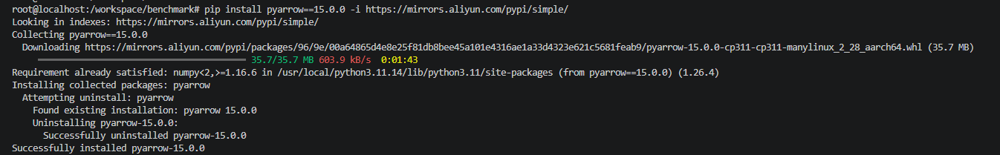 root@localhost:/workspace/benchmark# pip install pyarrow==15.0.0 -i https://mirrors.aliyun.com/pypi/simple/
Looking in indexes: https://mirrors.aliyun.com/pypi/simple/
Collecting pyarrow==15.0.0
Downloading https://mirrors.aliyun.com/pypi/packages/96/9e/00a64865d4e8e25f81db8bee45a101e4316ae1a33d4323e621c5681feab9/pyarrow-15.0.0-cp311-cp311-manylinux_2_28_aarch64.whl (35.7 MB)
35.7/35.7 MB 603.9 kB/s 0:01:43
Requirement already satisfied: numpy<2,>=1.16.6 in /usr/local/python3.11.14/lib/python3.11/site-packages (from pyarrow==15.0.0) (1.26.4)
Installing collected packages: pyarrow
Attempting uninstall: pyarrow
Found existing installation: pyarrow 15.0.0
Uninstalling pyarrow-15.0.0:
Successfully uninstalled pyarrow-15.0.0
Successfully installed pyarrow-15.0.0